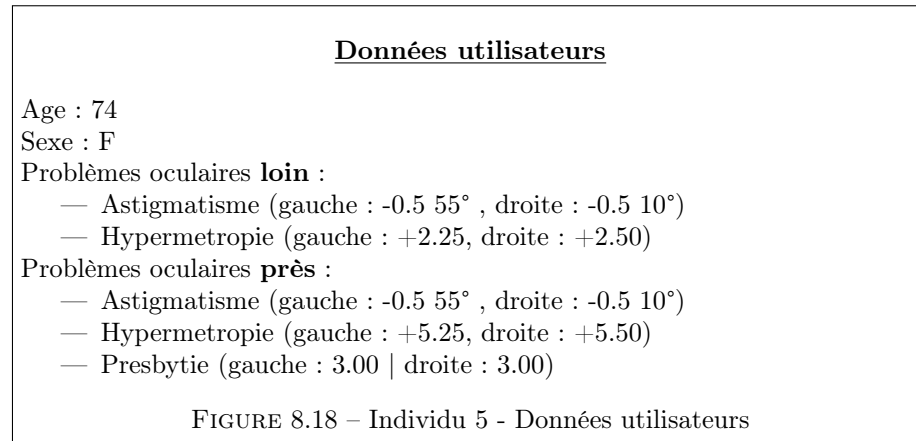 Données utilisateurs
Age : 74
Sexe : F
Problèmes oculaires loin :
— Astigmatisme (gauche : -0.5 55° , droite : -0.5 10°)
— Hypermetropie (gauche : +2.25, droite : +2.50)
Problèmes oculaires près :
— Astigmatisme (gauche : -0.5 55° , droite : -0.5 10°)
— Hypermetropie (gauche : +5.25, droite : +5.50)
— Presbytie (gauche : 3.00 | droite : 3.00)
FIGURE 8.18 – Individu 5 - Données utilisateurs